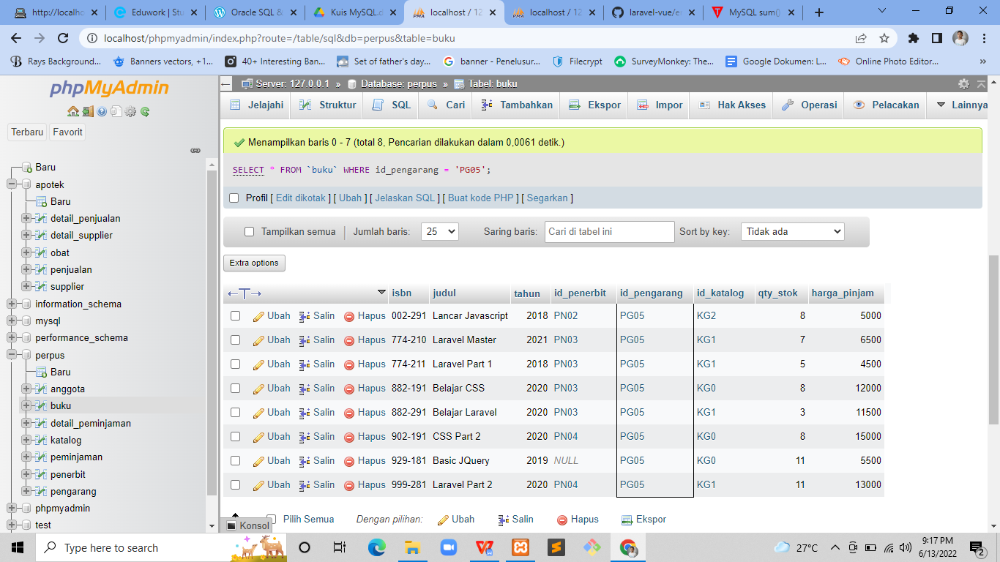 http://localho
Eduwork | Stu
Oracle SQL &
Kuis MySQL.d
localhost / 12
localhost / 12
laravel-vue/e
MySQL sum()
localhost/phpmyadmin/index.php?route=/table/sql&db=perpus&table=buku
Rays Background...
Banners vectors, +1...
40+ Interesting Ban...
Set of father's day...
banner - Penelusur...
Filecrypt
SurveyMonkey: The...
Google Dokumen: L...
Online Photo Editor...
»
phpMyAdmin
Terbaru Favorit
Baru
apotek
Baru
detail_penjualan
detail_supplier
obat
penjualan
supplier
information_schema
mysql
performance_schema
perpus
Baru
anggota
buku
detail_peminjaman
katalog
peminjaman
penerbit
pengarang
phpmyadmin
test
Server: 127.0.0.1 » Database: perpus » Tabel: buku
Jelajahi Struktur SQL Cari Tambahkan Ekspor Impor Hak Akses Operasi Pelacakan Lainnya
Menampilkan baris 0 - 7 (total 8, Pencarian dilakukan dalam 0,0061 detik.)
SELECT * FROM `buku` WHERE id_pengarang = 'PG05';
Profil [ Edit dikotak ] [ Ubah ] [ Jelaskan SQL ] [ Buat kode PHP ] [ Segarkan ]
Tampilkan semua Jumlah baris: 25 Saring baris: Cari di tabel ini Sort by key: Tidak ada
Extra options
isbn judul tahun id_penerbit id_pengarang id_katalog qty_stok harga_pinjam
Ubah Salin Hapus 002-291 Lancar Javascript 2018 PN02 PG05 KG2 8 5000
Ubah Salin Hapus 774-210 Laravel Master 2021 PN03 PG05 KG1 7 6500
Ubah Salin Hapus 774-211 Laravel Part 1 2018 PN03 PG05 KG1 5 4500
Ubah Salin Hapus 882-191 Belajar CSS 2020 PN03 PG05 KG0 8 12000
Ubah Salin Hapus 882-291 Belajar Laravel 2020 PN03 PG05 KG1 3 11500
Ubah Salin Hapus 902-191 CSS Part 2 2020 PN04 PG05 KG0 8 15000
Ubah Salin Hapus 929-181 Basic JQuery 2019 NULL PG05 KG0 11 5500
Ubah Salin Hapus 999-281 Laravel Part 2 2020 PN04 PG05 KG1 11 13000
Pilih Semua Dengan pilihan: Ubah Salin Hapus Ekspor
Konsol
Type here to search
27°C
9:17 PM
6/13/2022
2